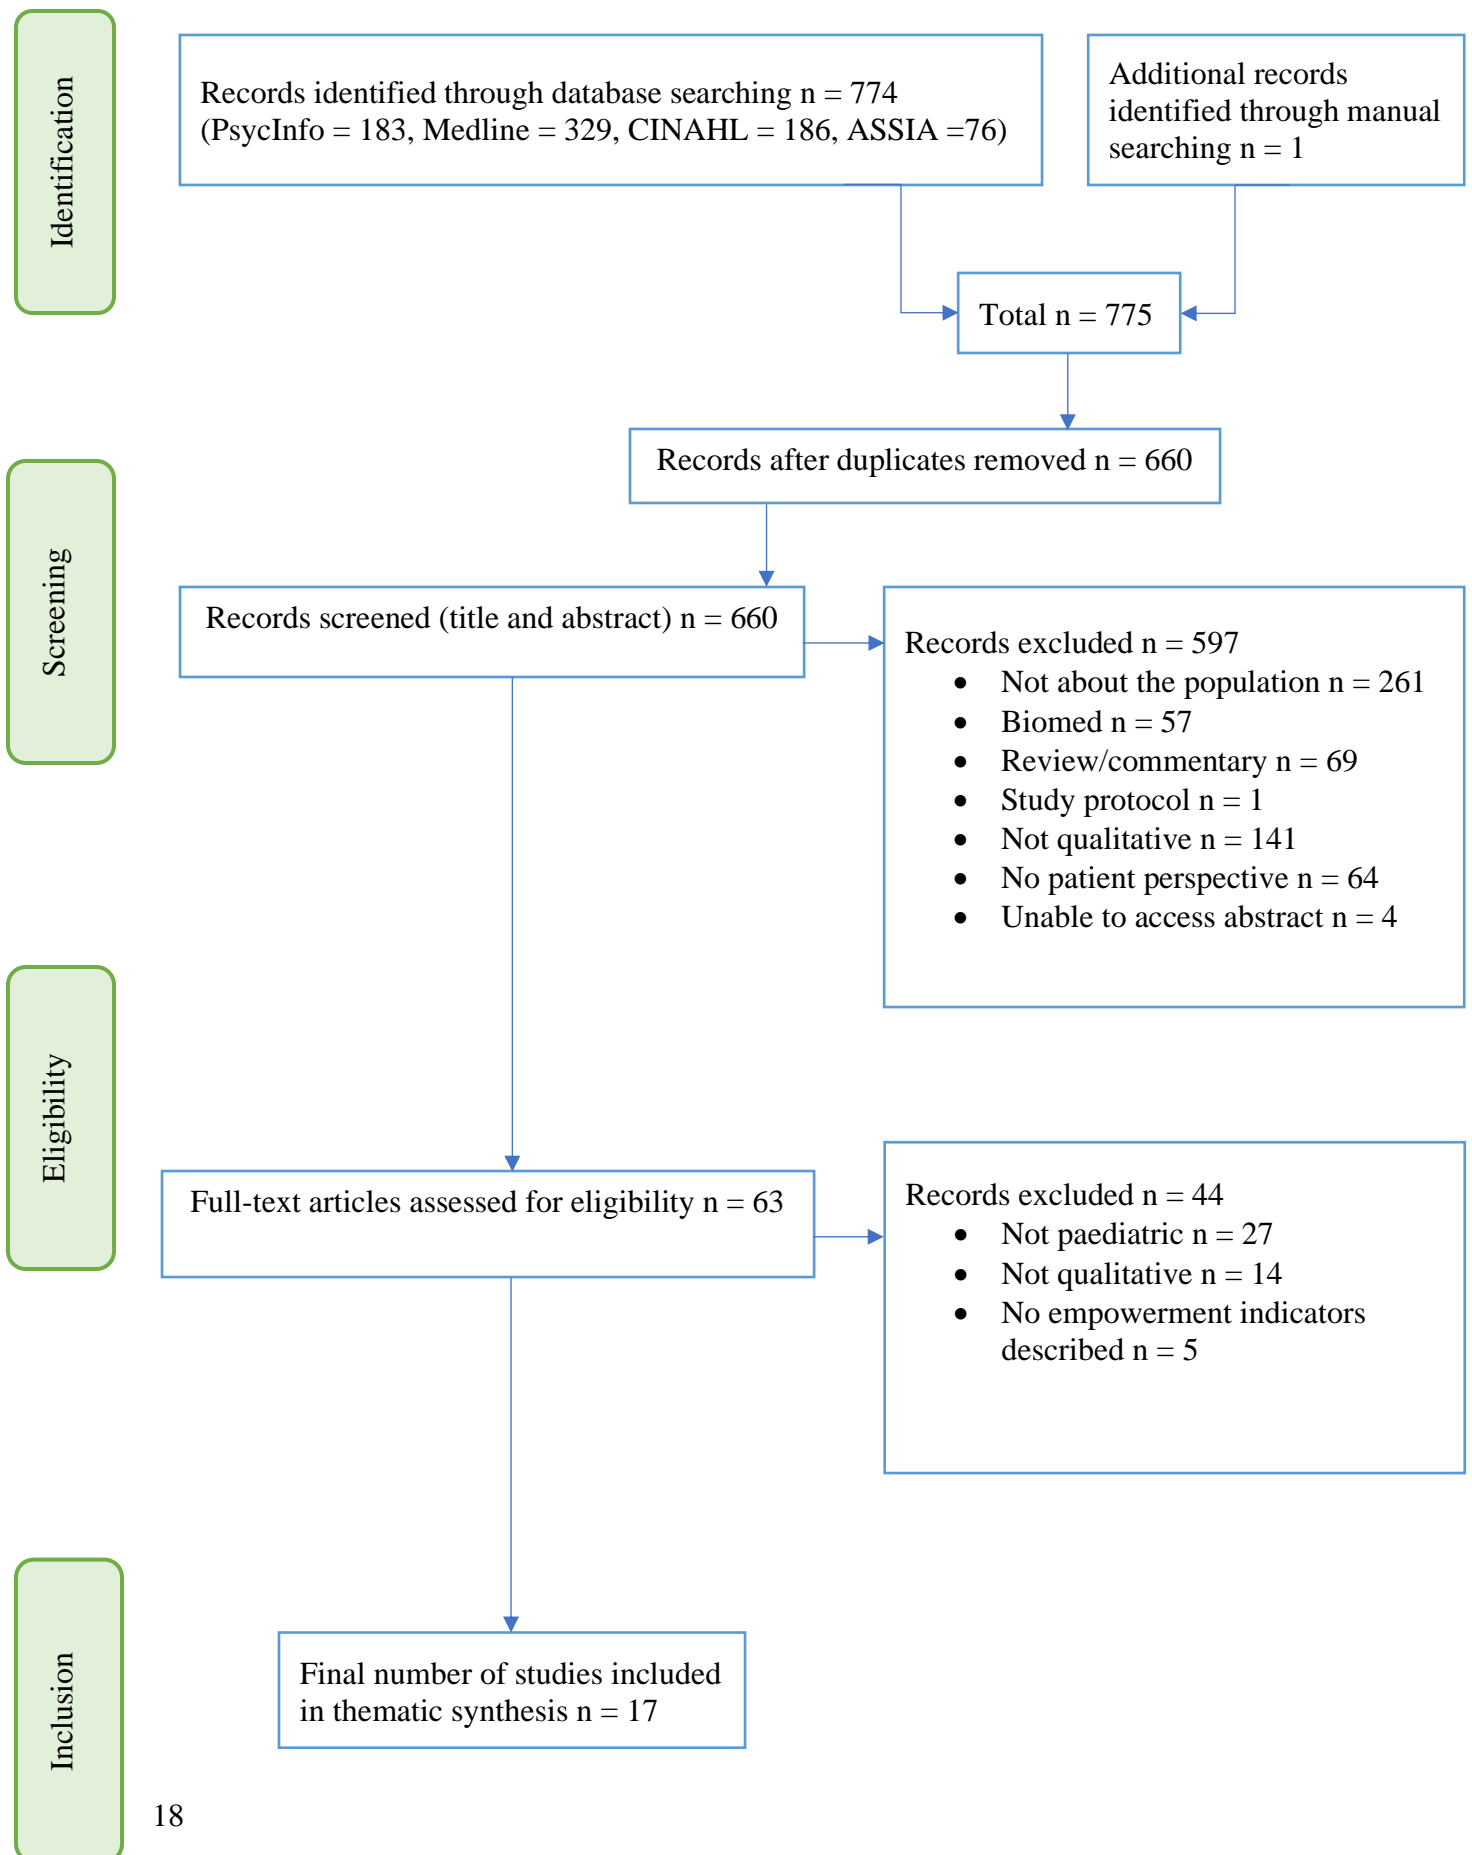 Identification
Records identified through database searching n = 774
(PsycInfo = 183, Medline = 329, CINAHL = 186, ASSIA =76)
Additional records
identified through manual
searching n = 1
Total n = 775
Records after duplicates removed n = 660
Screening
Records screened (title and abstract) n = 660
Records excluded n = 597
• Not about the population n = 261
• Biomed n = 57
• Review/commentary n = 69
• Study protocol n = 1
• Not qualitative n = 141
• No patient perspective n = 64
• Unable to access abstract n = 4
Eligibility
Full-text articles assessed for eligibility n = 63
Records excluded n = 44
• Not paediatric n = 27
• Not qualitative n = 14
• No empowerment indicators
described n = 5
Inclusion
Final number of studies included
in thematic synthesis n = 17
18